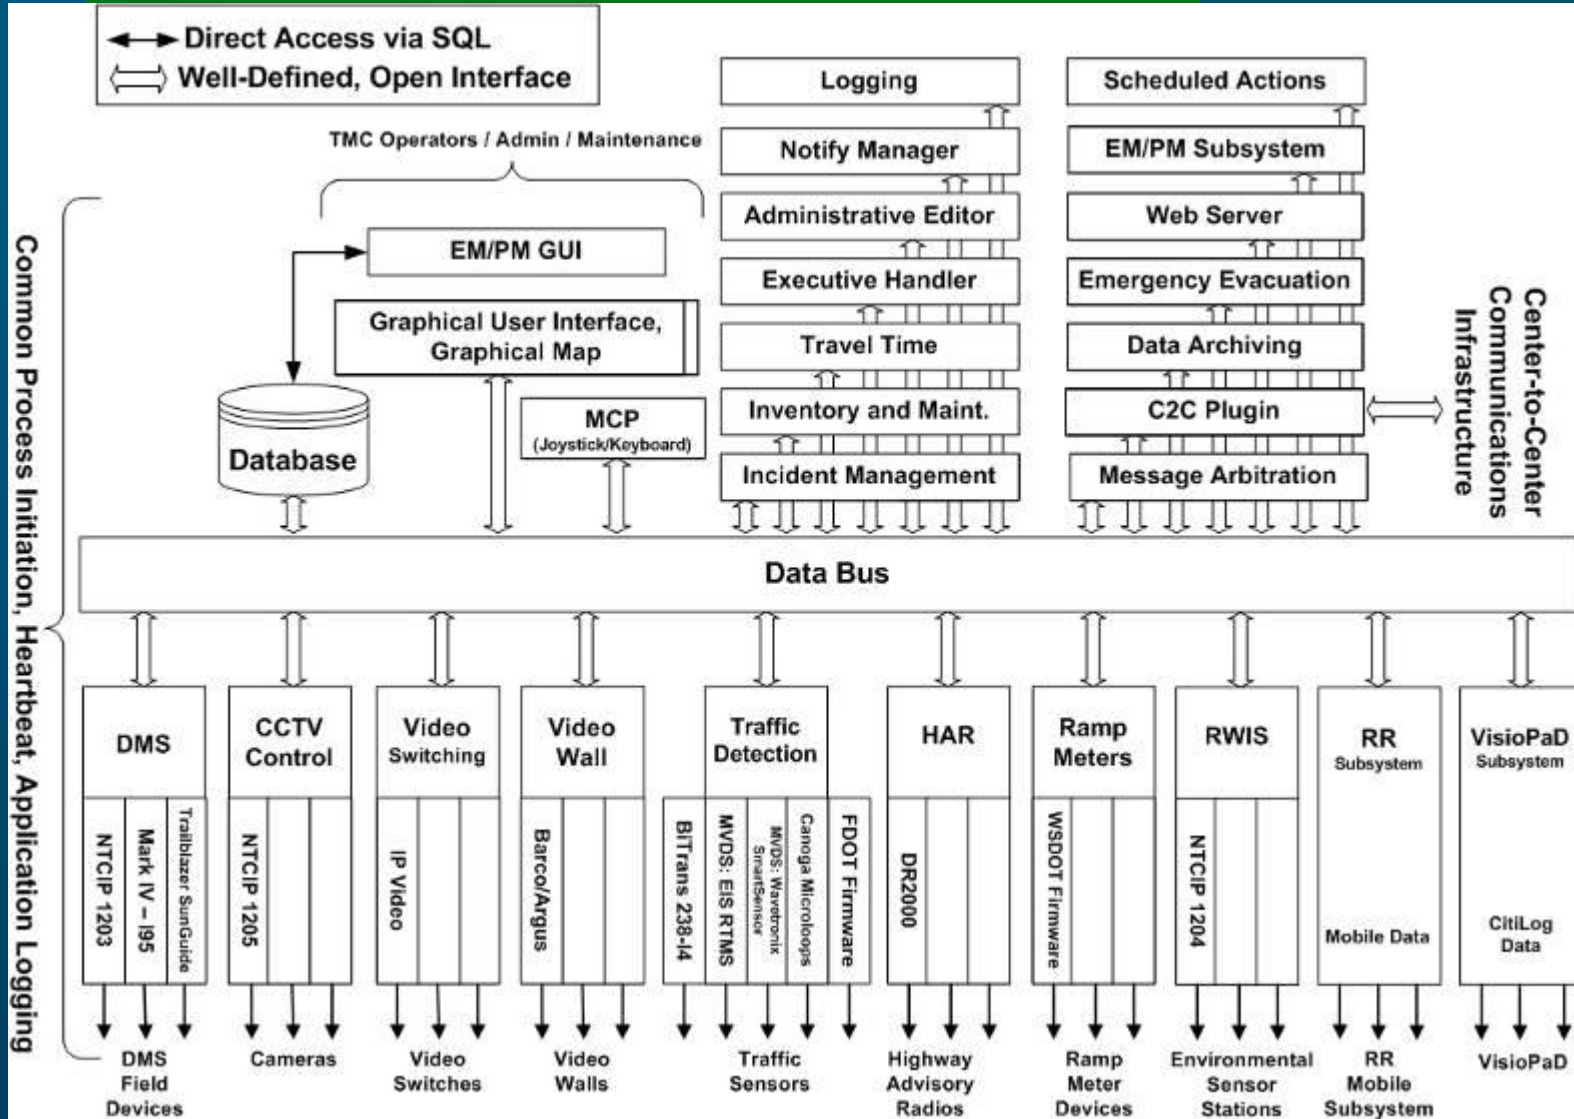 Direct Access via SQL
Well-Defined, Open Interface
TMC Operators / Admin / Maintenance
EM/PM GUI
Graphical User Interface,
Graphical Map
MCP
(Joystick/Keyboard)
Database
Logging
Notify Manager
Administrative Editor
Executive Handler
Travel Time
Inventory and Maint.
Incident Management
Scheduled Actions
EM/PM Subsystem
Web Server
Emergency Evacuation
Data Archiving
C2C Plugin
Message Arbitration
Center-to-Center
Communications
Infrastructure
Common Process Initiation, Heartbeat, Application Logging
Data Bus
DMS
NTCIP 1203
Mark IV – I95
Trailblazer SunGuide
DMS
Field
Devices
CCTV
Control
NTCIP 1205
Cameras
Video
Switching
IP Video
Video
Switches
Video
Wall
Barco/Argus
Video
Walls
Traffic
Detection
BiTrans 238-I4
MVDS: EIS RTMS
MVDS: Wavetronix
SmartSensor
Canoga Microloops
FDOT Firmware
Traffic
Sensors
HAR
DR2000
Highway
Advisory
Radios
Ramp
Meters
WSDOT Firmware
Ramp
Meter
Devices
RWIS
NTCIP 1204
Environmental
Sensor
Stations
RR
Subsystem
Mobile Data
RR
Mobile
Subsystem
VisioPaD
Subsystem
CitiLog
Data
VisioPaD